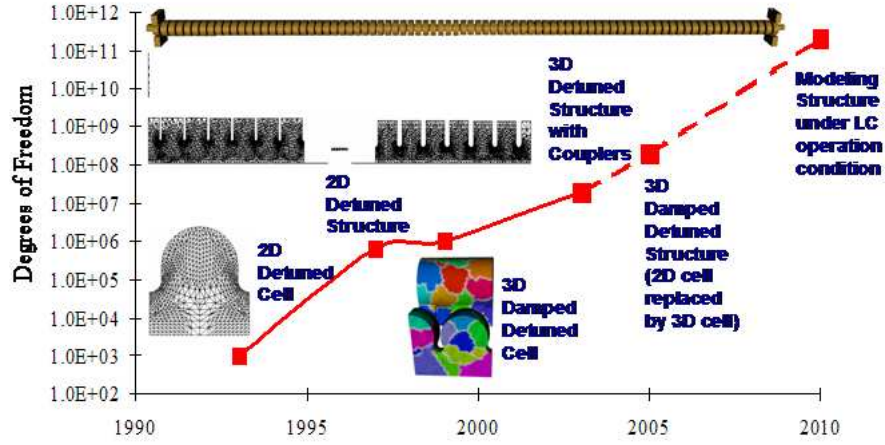 Degrees of Freedom
1.0E+12
1.0E+11
1.0E+10
1.0E+09
1.0E+08
1.0E+07
1.0E+06
1.0E+05
1.0E+04
1.0E+03
1.0E+02
1990
1995
2000
2005
2010
2D
Detuned
Cell
2D
Detuned
Structure
3D
Damped
Detuned
Cell
3D
Detuned
Structure
with
Couplers
3D
Damped
Detuned
Structure
(2D cell
replaced
by 3D cell)
Modeling
Structure
under LC
operation
condition